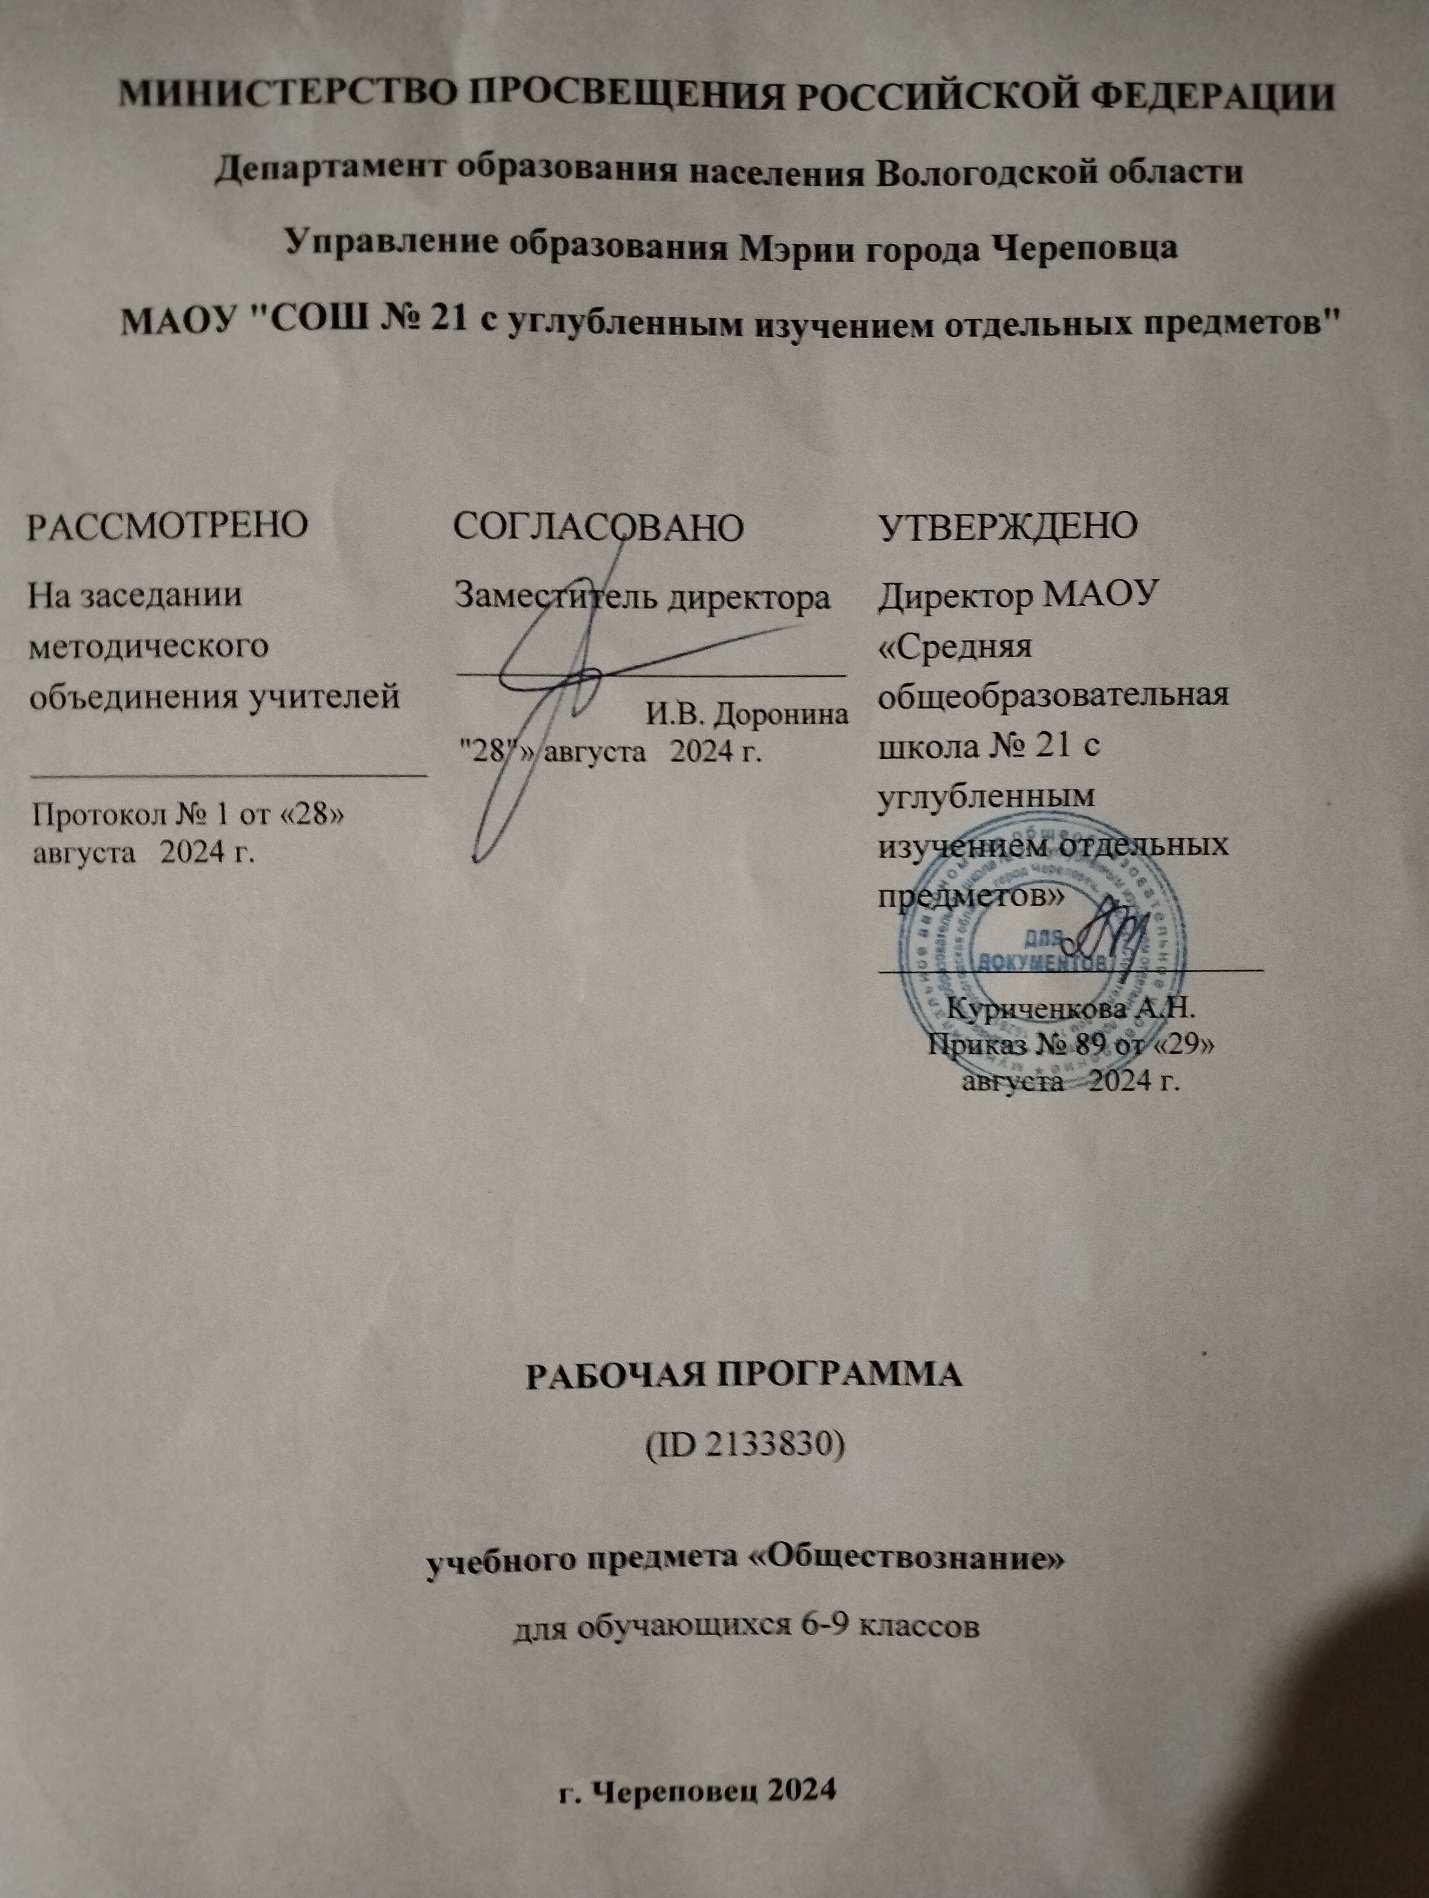 МИНИСТЕРСТВО ПРОСВЕЩЕНИЯ РОССИЙСКОЙ ФЕДЕРАЦИИ
Департамент образования населения Вологодской области
Управление образования Мэрии города Череповца
МАОУ "СОШ № 21 с углубленным изучением отдельных предметов"
РАССМОТРЕНО
На заседании
методического
объединения учителей
Протокол № 1 от «28»
августа 2024 г.
СОГЛАСОВАНО
Заместитель директора
И.В. Доронина
"28"» августа 2024 г.
УТВЕРЖДЕНО
Директор МАОУ
«Средняя
общеобразовательная
школа № 21 с
углубленным
изучением отдельных
предметов»
ДЛЯ
ДОКУМЕНТОВ
Куриченкова А.Н.
Приказ № 89 от «29»
августа 2024 г.
РАБОЧАЯ ПРОГРАММА
(ID 2133830)
учебного предмета «Обществознание»
для обучающихся 6-9 классов
г. Череповец 2024